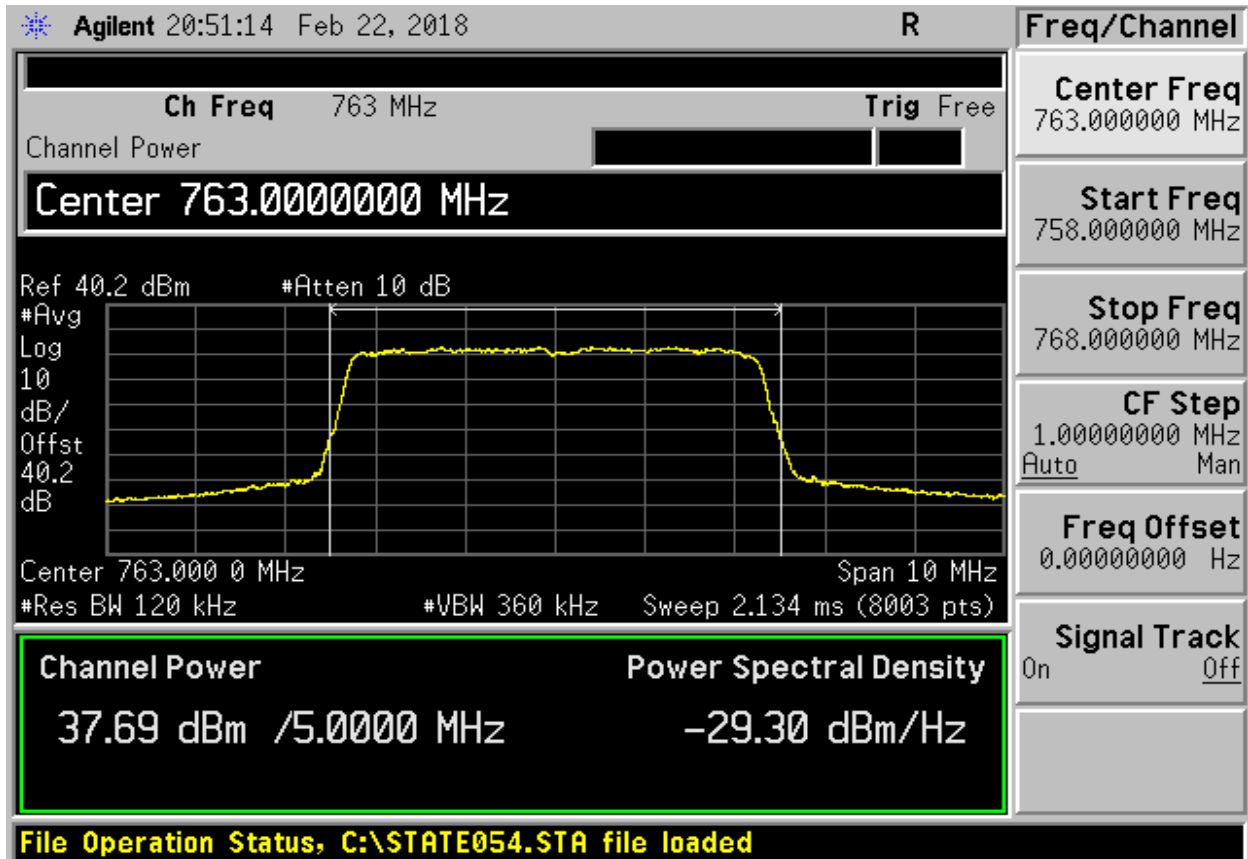 Agilent 20:51:14 Feb 22, 2018 R
Ch Freq 763 MHz Trig Free
Channel Power
Center 763.0000000 MHz
Ref 40.2 dBm #Atten 10 dB
#Avg
Log
10
dB/
Offst
40.2
dB
Center 763.000 0 MHz Span 10 MHz
#Res BW 120 kHz #VBW 360 kHz Sweep 2.134 ms (8003 pts)
Channel Power Power Spectral Density
37.69 dBm /5.0000 MHz -29.30 dBm/Hz
File Operation Status, C:\STATE054.STA file loaded
Freq/Channel
Center Freq
763.000000 MHz
Start Freq
758.000000 MHz
Stop Freq
768.000000 MHz
CF Step
1.00000000 MHz
Auto Man
Freq Offset
0.00000000 Hz
Signal Track
On Off